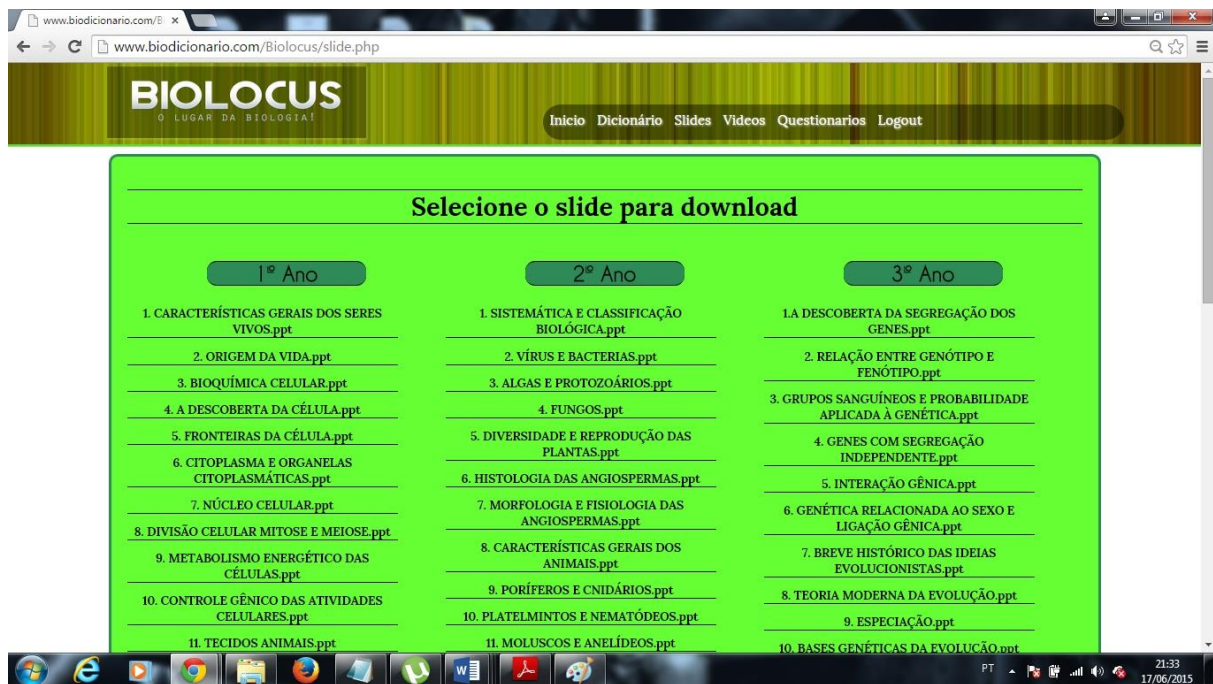 www.biodicionario.com/B
www.biodicionario.com/Biolocus/slide.php
BIOLOCUS
O LUGAR DA BIOLOGIA!
Inicio Dicionário Slides Videos Questionarios Logout
Selecione o slide para download
1º Ano
1. CARACTERÍSTICAS GERAIS DOS SERES
VIVOS.ppt
2. ORIGEM DA VIDA.ppt
3. BIOQUÍMICA CELULAR.ppt
4. A DESCOBERTA DA CÉLULA.ppt
5. FRONTEIRAS DA CÉLULA.ppt
6. CITOPLASMA E ORGANELAS
CITOPLASMÁTICAS.ppt
7. NÚCLEO CELULAR.ppt
8. DIVISÃO CELULAR MITOSE E MEIOSE.ppt
9. METABOLISMO ENERGÉTICO DAS
CÉLULAS.ppt
10. CONTROLE GÊNICO DAS ATIVIDADES
CELULARES.ppt
11. TECIDOS ANIMAIS.ppt
2º Ano
1. SISTEMÁTICA E CLASSIFICAÇÃO
BIOLÓGICA.ppt
2. VÍRUS E BACTERIAS.ppt
3. ALGAS E PROTOZOÁRIOS.ppt
4. FUNGOS.ppt
5. DIVERSIDADE E REPRODUÇÃO DAS
PLANTAS.ppt
6. HISTOLOGIA DAS ANGIOSPERMAS.ppt
7. MORFOLOGIA E FISIOLOGIA DAS
ANGIOSPERMAS.ppt
8. CARACTERÍSTICAS GERAIS DOS
ANIMAIS.ppt
9. PORÍFEROS E CNIDÁRIOS.ppt
10. PLATELMINTOS E NEMATÓDEOS.ppt
11. MOLUSCOS E ANELÍDEOS.ppt
3º Ano
1.A DESCOBERTA DA SEGREGAÇÃO DOS
GENES.ppt
2. RELAÇÃO ENTRE GENÓTIPO E
FENÓTIPO.ppt
3. GRUPOS SANGUÍNEOS E PROBABILIDADE
APLICADA À GENÉTICA.ppt
4. GENES COM SEGREGAÇÃO
INDEPENDENTE.ppt
5. INTERAÇÃO GÊNICA.ppt
6. GENÉTICA RELACIONADA AO SEXO E
LIGAÇÃO GÊNICA.ppt
7. BREVE HISTÓRICO DAS IDEIAS
EVOLUCIONISTAS.ppt
8. TEORIA MODERNA DA EVOLUÇÃO.ppt
9. ESPECIAÇÃO.ppt
10. BASES GENÉTICAS DA EVOLUÇÃO.ppt
PT
21:33
17/06/2015